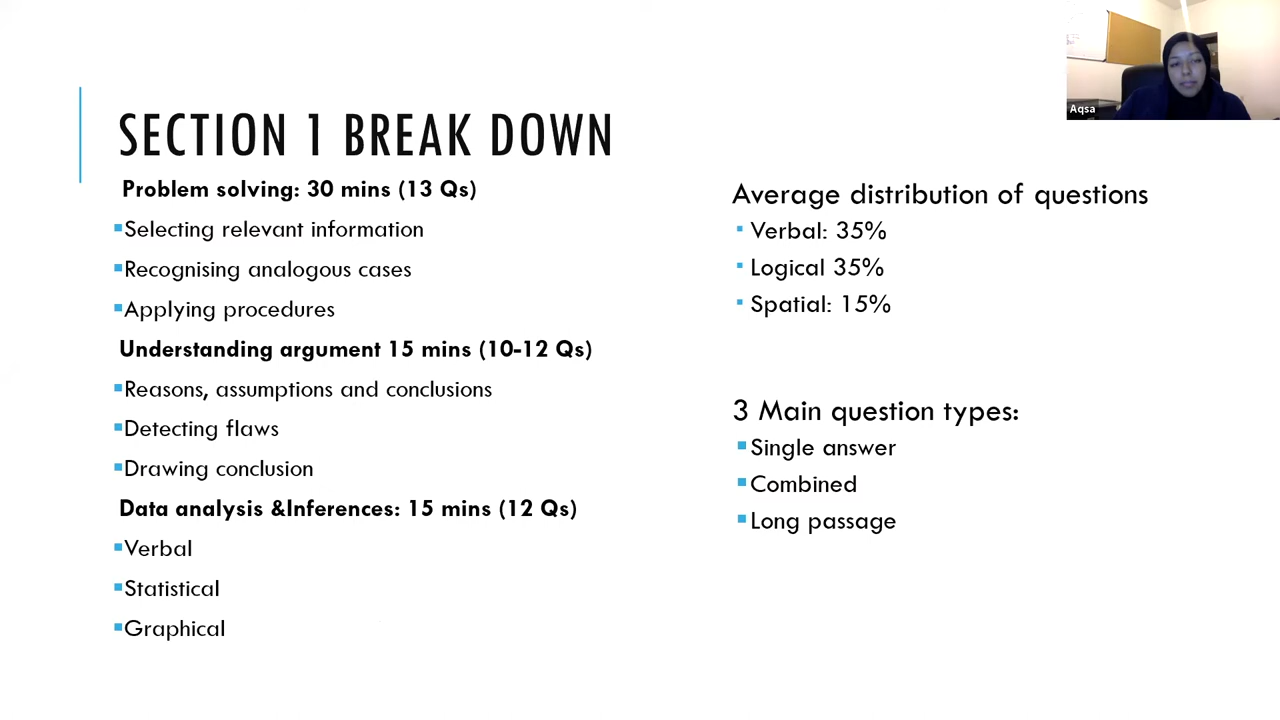 SECTION 1 BREAK DOWN
Problem solving: 30 mins (13 Qs)
▪Selecting relevant information
▪Recognising analogous cases
▪Applying procedures
Understanding argument 15 mins (10-12 Qs)
▪Reasons, assumptions and conclusions
▪Detecting flaws
▪Drawing conclusion
Data analysis &Inferences: 15 mins (12 Qs)
▪Verbal
▪Statistical
▪Graphical
Average distribution of questions
▪ Verbal: 35%
▪ Logical 35%
▪ Spatial: 15%
3 Main question types:
▪Single answer
▪Combined
▪Long passage
Aqsa